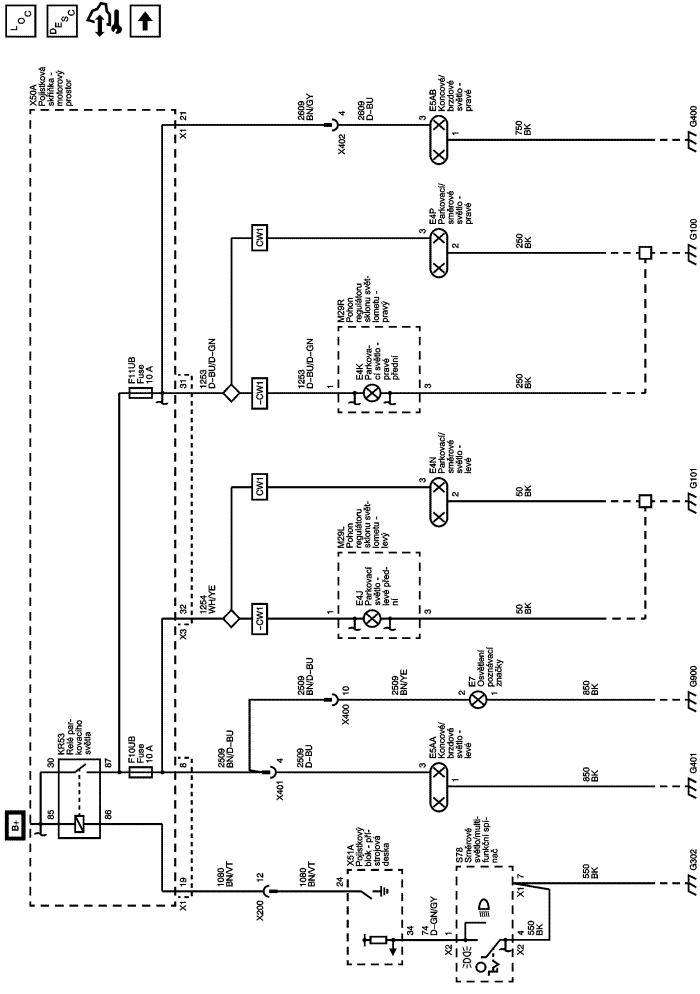 LOC
DESC
X50A
Pojistková
skříňka -
motorový
prostor
21
X1
2609
BN/GY
4
X402
2609
D-BU
3
E5AB
Koncové/
brzdové
světlo -
pravé
1
750
BK
G400
CW1
3
E4P
Parkovací/
směrové
světlo -
pravé
2
250
BK
G100
F11UB
Fuse
10 A
31
1253
D-BU/D-GN
-CW1
1253
D-BU/D-GN
1
M29R
Pohon
regulátoru
sklonu svět-
lometu -
pravý
E4K
Parkova-
cí světlo -
pravé
přední
3
250
BK
CW1
3
E4N
Parkovací/
směrové
světlo -
levé
2
50
BK
G101
32
X3
1254
WH/YE
-CW1
1
M29L
Pohon
regulátoru
sklonu svět-
lometu -
levý
E4J
Parkovací
světlo -
levé před-
ní
3
50
BK
2509
BN/D-BU
10
X400
2509
BN/YE
2
E7
Osvětlení
poznávací
značky
1
850
BK
G900
B+
30
KR53
Relé par-
kovacího
světla
87
85
86
F10UB
Fuse
10 A
8
2509
BN/D-BU
4
X401
2509
D-BU
3
E5AA
Koncové/
brzdové
světlo -
levé
1
850
BK
G401
19
X1
1080
BN/VT
12
X200
1080
BN/VT
24
X51A
Pojistkový
blok - pří-
strojová
deska
34
74
D-GN/GY
1
X2
S78
Směrové
světlo/multi-
funkční spí-
nač
7
X1
4
X2
550
BK
550
BK
G302